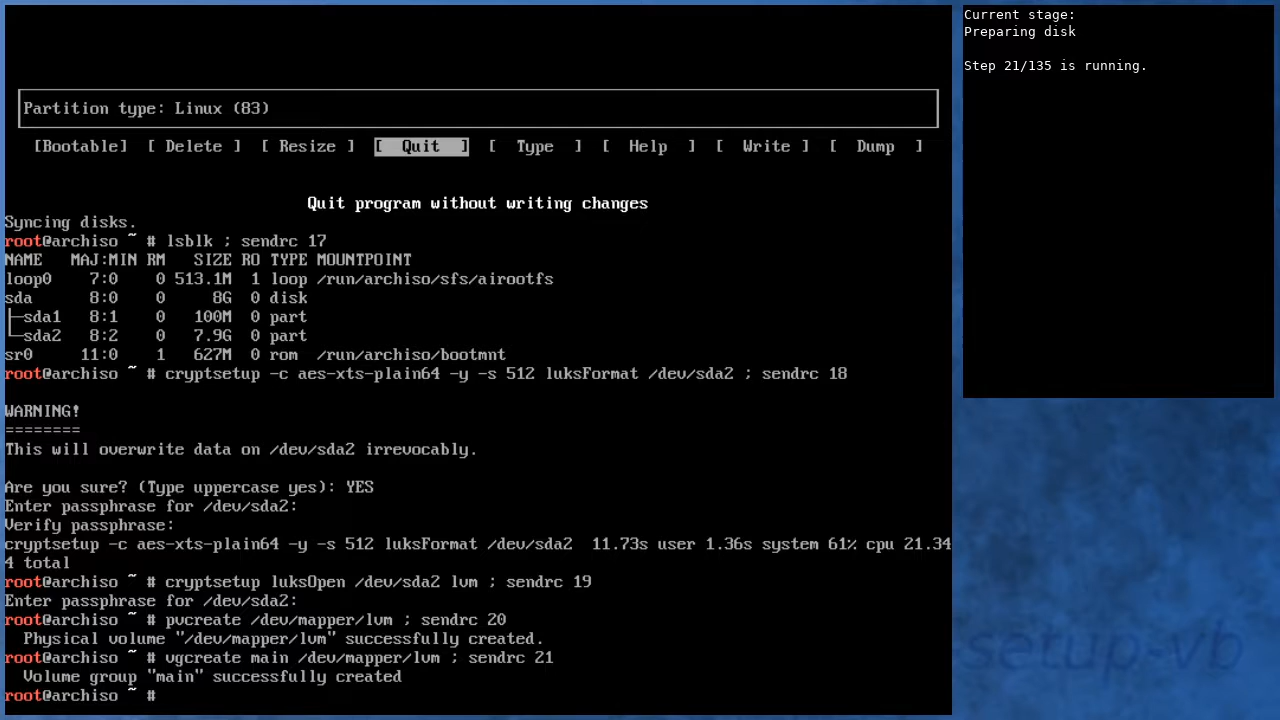 Partition type: Linux (83)
[Bootable] [ Delete ] [ Resize ] [ Quit ] [ Type ] [ Help ] [ Write ] [ Dump ]
Quit program without writing changes
Syncing disks.
root@archiso ~ # lsblk ; sendrc 17
NAME MAJ:MIN RM SIZE RO TYPE MOUNTPOINT
loop0 7:0 0 513.1M 1 loop /run/archiso/sfs/airootfs
sda 8:0 0 8G 0 disk
├─sda1 8:1 0 100M 0 part
└─sda2 8:2 0 7.9G 0 part
sr0 11:0 1 627M 0 rom /run/archiso/bootmnt
root@archiso ~ # cryptsetup -c aes-xts-plain64 -y -s 512 luksFormat /dev/sda2 ; sendrc 18
WARNING!
========
This will overwrite data on /dev/sda2 irrevocably.
Are you sure? (Type uppercase yes): YES
Enter passphrase for /dev/sda2:
Verify passphrase:
cryptsetup -c aes-xts-plain64 -y -s 512 luksFormat /dev/sda2 11.73s user 1.36s system 61% cpu 21.34
4 total
root@archiso ~ # cryptsetup luksOpen /dev/sda2 lvm ; sendrc 19
Enter passphrase for /dev/sda2:
root@archiso ~ # pvcreate /dev/mapper/lvm ; sendrc 20
Physical volume "/dev/mapper/lvm" successfully created.
root@archiso ~ # vgcreate main /dev/mapper/lvm ; sendrc 21
Volume group "main" successfully created
root@archiso ~ #
Current stage:
Preparing disk
Step 21/135 is running.
setup-vb